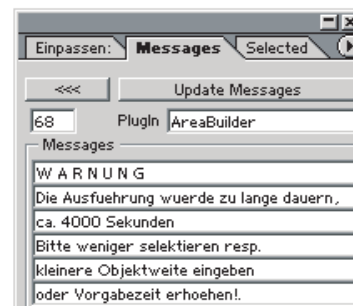 Einpassen: Messages Selected
<<< Update Messages
68 PlugIn AreaBuilder
Messages
W A R N U N G
Die Ausfuehrung wuerde zu lange dauern,
ca. 4000 Sekunden
Bitte weniger selektieren resp.
kleinere Objektweite eingeben
oder Vorgabezeit erhoehen!.